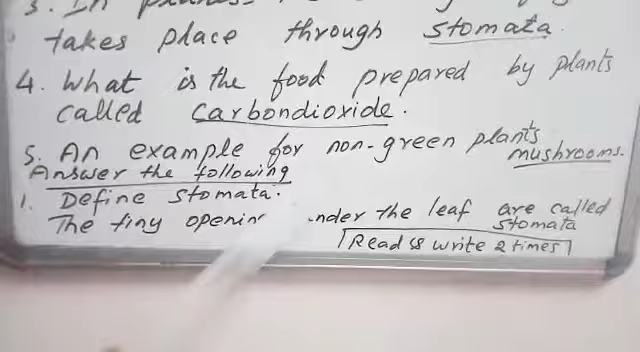 3. In
takes place through stomata.
4. What is the food prepared by plants
called Carbondioxide.
5. An example for non-green plants
mushrooms.
Answer the following
1. Define stomata.
The tiny under the leaf are called
stomata
Read & write 2 times